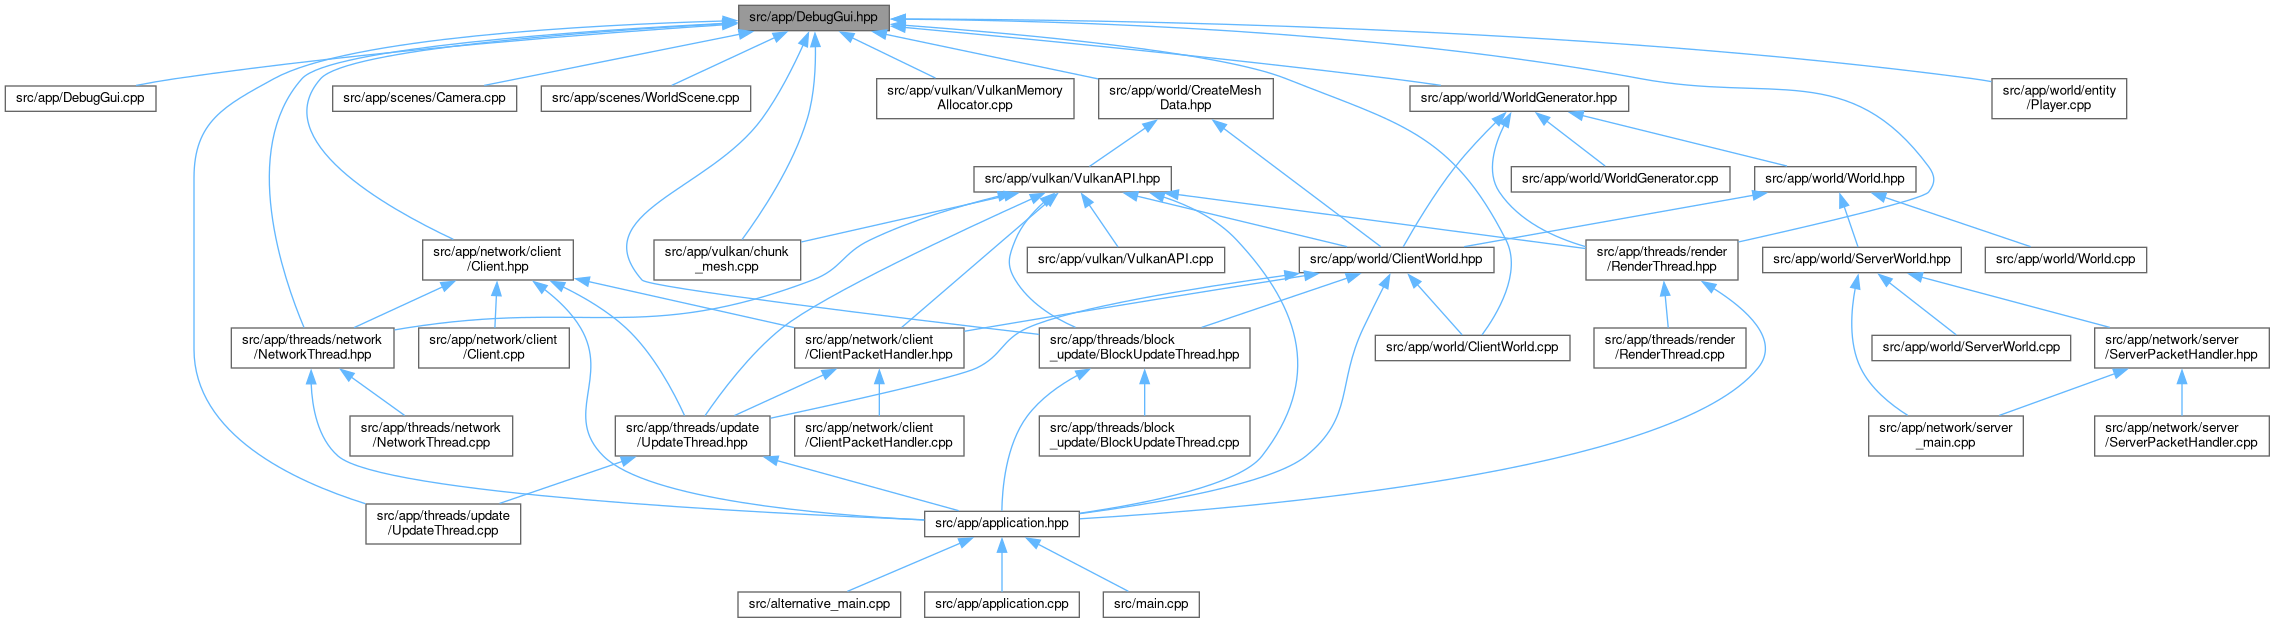 src/app/DebugGui.hpp
src/app/DebugGui.cpp
src/app/scenes/Camera.cpp
src/app/scenes/WorldScene.cpp
src/app/vulkan/VulkanMemory
Allocator.cpp
src/app/world/CreateMesh
Data.hpp
src/app/world/WorldGenerator.hpp
src/app/world/entity
/Player.cpp
src/app/vulkan/VulkanAPI.hpp
src/app/world/WorldGenerator.cpp
src/app/world/World.hpp
src/app/network/client
/Client.hpp
src/app/vulkan/chunk
_mesh.cpp
src/app/vulkan/VulkanAPI.cpp
src/app/world/ClientWorld.hpp
src/app/threads/render
/RenderThread.hpp
src/app/world/ServerWorld.hpp
src/app/world/World.cpp
src/app/threads/network
/NetworkThread.hpp
src/app/network/client
/Client.cpp
src/app/network/client
/ClientPacketHandler.hpp
src/app/threads/block
_update/BlockUpdateThread.hpp
src/app/world/ClientWorld.cpp
src/app/threads/render
/RenderThread.cpp
src/app/world/ServerWorld.cpp
src/app/network/server
/ServerPacketHandler.hpp
src/app/threads/network
/NetworkThread.cpp
src/app/threads/update
/UpdateThread.hpp
src/app/network/client
/ClientPacketHandler.cpp
src/app/threads/block
_update/BlockUpdateThread.cpp
src/app/network/server
_main.cpp
src/app/network/server
/ServerPacketHandler.cpp
src/app/threads/update
/UpdateThread.cpp
src/app/application.hpp
src/alternative_main.cpp
src/app/application.cpp
src/main.cpp